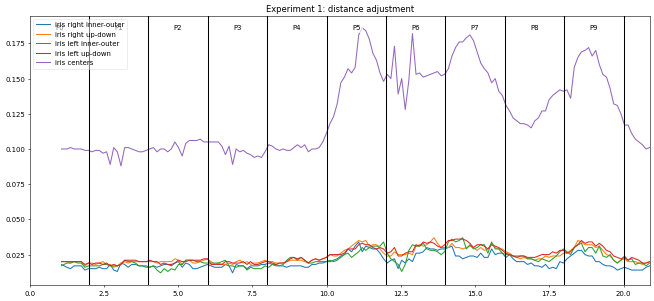 Experiment 1: distance adjustment
iris right inner-outer
iris right up-down
iris left inner-outer
iris left up-down
iris centers
P2
P3
P4
P5
P6
P7
P8
P9
0.175
0.150
0.125
0.100
0.075
0.050
0.025
0.0
2.5
5.0
7.5
10.0
12.5
15.0
17.5
20.0